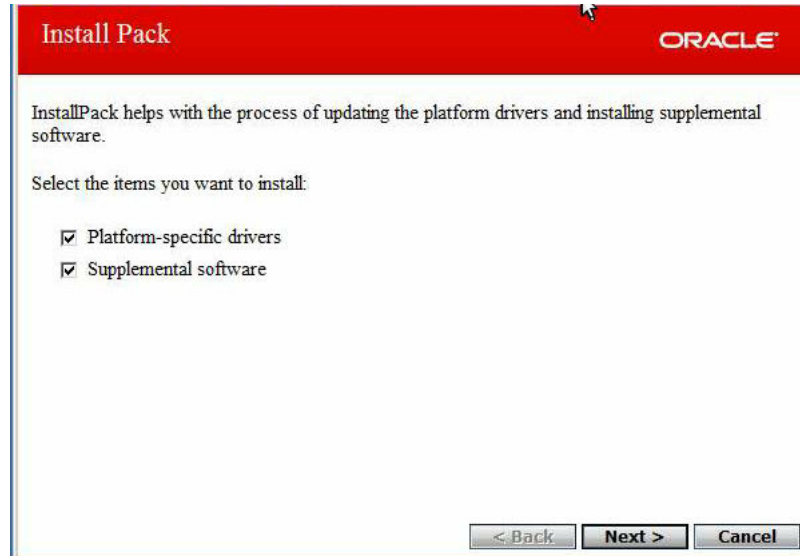 Install Pack
ORACLE
InstallPack helps with the process of updating the platform drivers and installing supplemental
software.
Select the items you want to install:
Platform-specific drivers
Supplemental software
< Back Next > Cancel